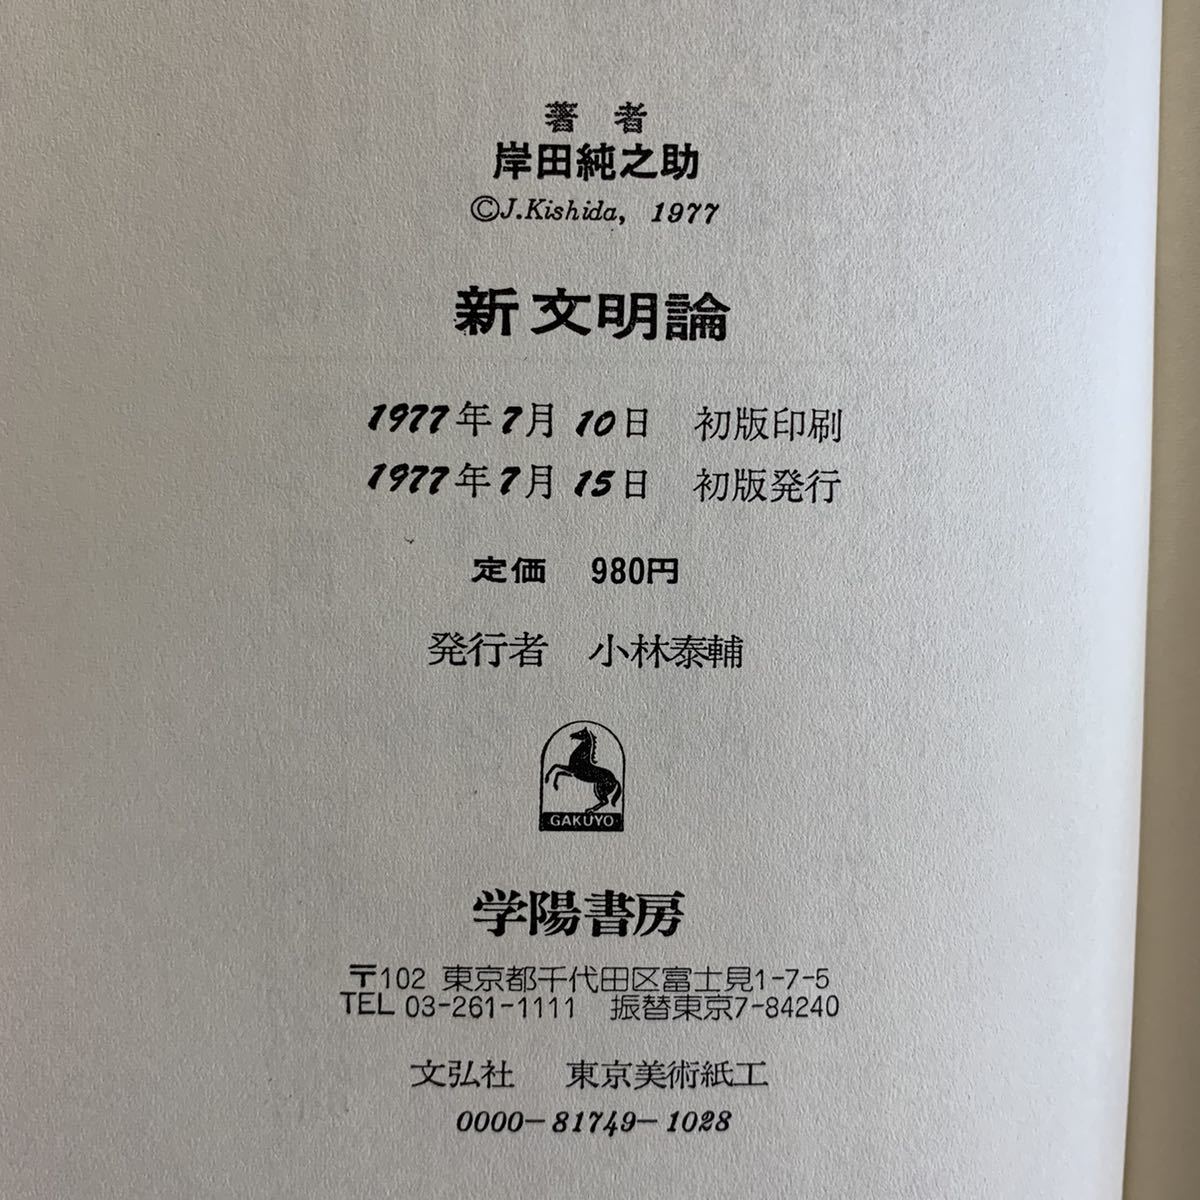 著者
岸田純之助
©J.Kishida, 1977
新文明論
1977年7月10日 初版印刷
1977年7月15日 初版発行
定価 980円
発行者 小林泰輔
GAKUYO
学陽書房
〒102 東京都千代田区富士見1-7-5
TEL 03-261-1111 振替東京7-84240
文弘社 東京美術紙工
0000-81749-1028